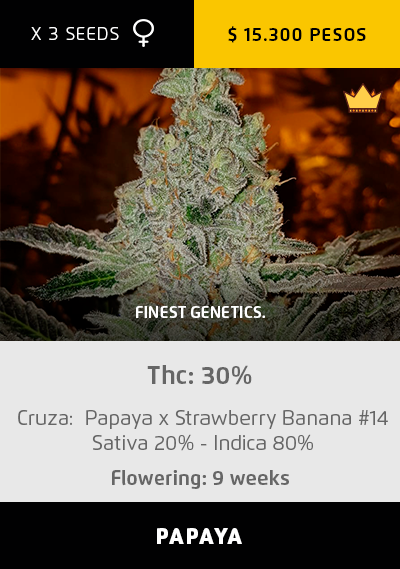 X 3 SEEDS
$ 15.300 PESOS
FINEST GENETICS.
Thc: 30%
Cruza: Papaya x Strawberry Banana #14
Sativa 20% - Indica 80%
Flowering: 9 weeks
PAPAYA